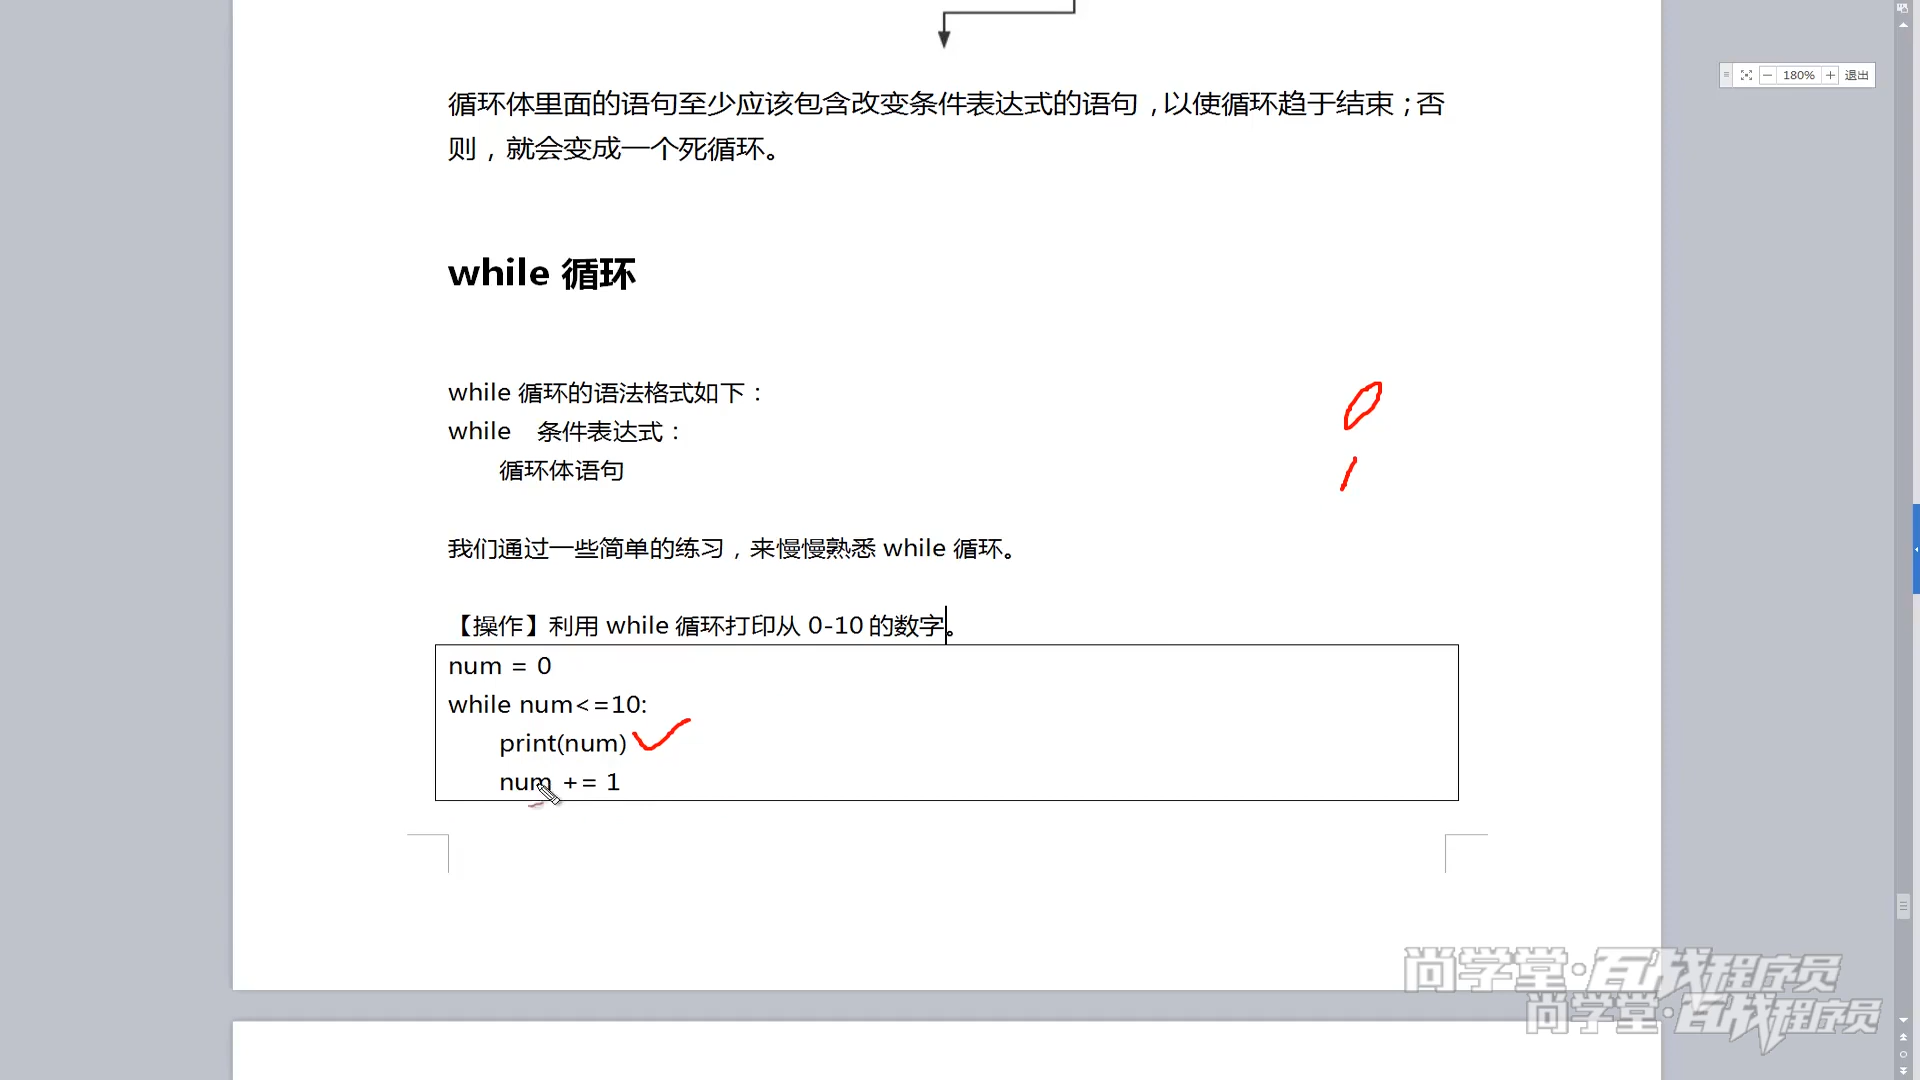 180%
退出
循环体里面的语句至少应该包含改变条件表达式的语句，以使循环趋于结束；否
则，就会变成一个死循环。
while 循环
while 循环的语法格式如下：
while 条件表达式：
循环体语句
0
1
我们通过一些简单的练习，来慢慢熟悉 while 循环。
【操作】利用 while 循环打印从 0-10 的数字。
num = 0
while num<=10:
print(num)
num += 1
尚学堂·百战程序员
尚学堂·百战程序员